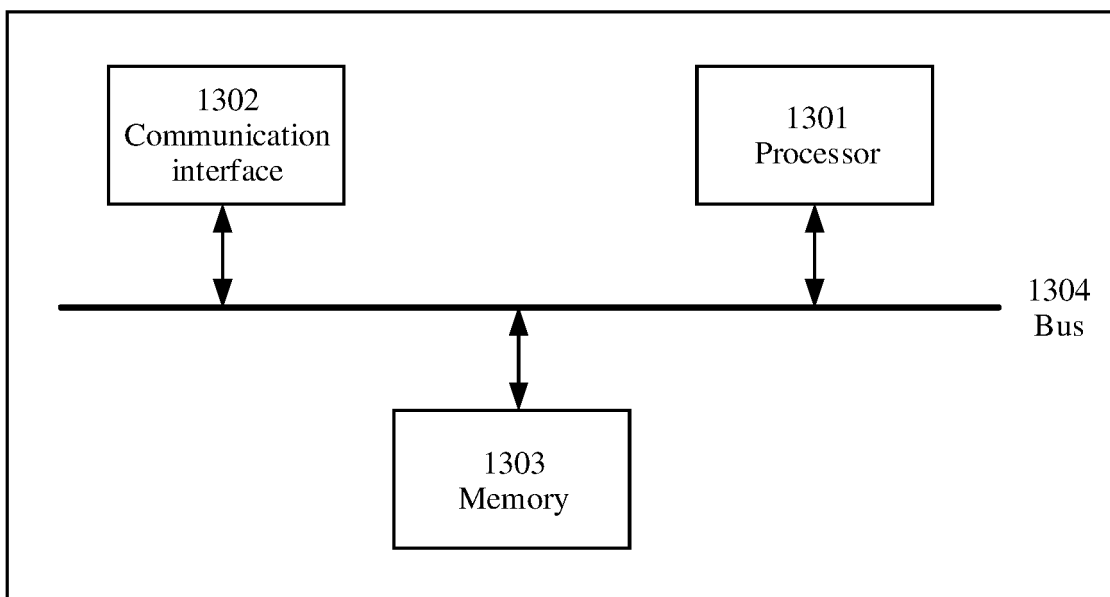 1302
Communication
interface
1301
Processor
1304
Bus
1303
Memory